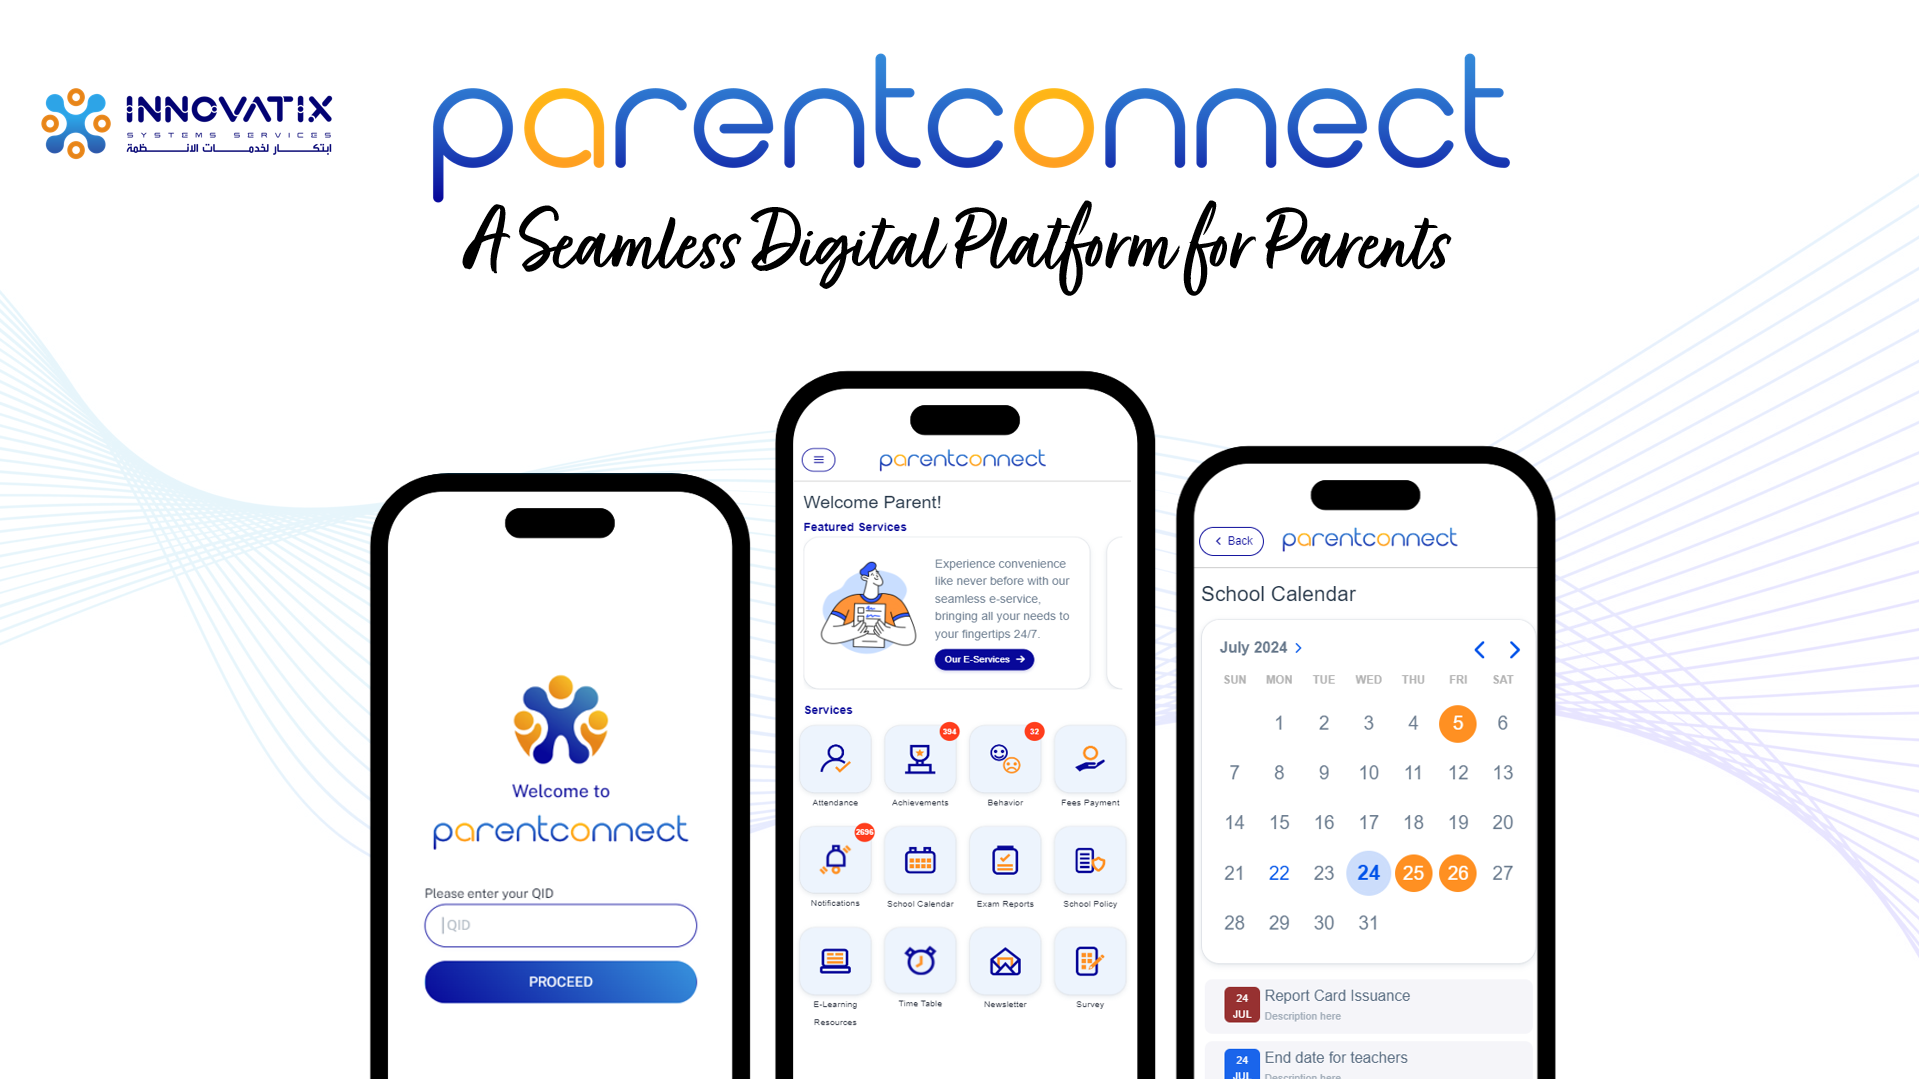 INNOVATIX
SYSTEMS SERVICES
ابتكار لخدمات الانظمة
parentconnect
A Seamless Digital Platform for Parents
Welcome to
parentconnect
Please enter your QID
QID
PROCEED
parentconnect
Welcome Parent!
Featured Services
Experience convenience
like never before with our
seamless e-service,
bringing all your needs to
your fingertips 24/7.
Our E-Services
Services
394
32
Attendance
Achievements
Behavior
Fees Payment
2696
Notifications
School Calendar
Exam Reports
School Policy
E-Learning
Resources
Time Table
Newsletter
Survey
Back
parentconnect
School Calendar
July 2024
SUN MON TUE WED THU FRI SAT
1 2 3 4 5 6
7 8 9 10 11 12 13
14 15 16 17 18 19 20
21 22 23 24 25 26 27
28 29 30 31
24
JUL
Report Card Issuance
Description here
24
JUL
End date for teachers
Description here